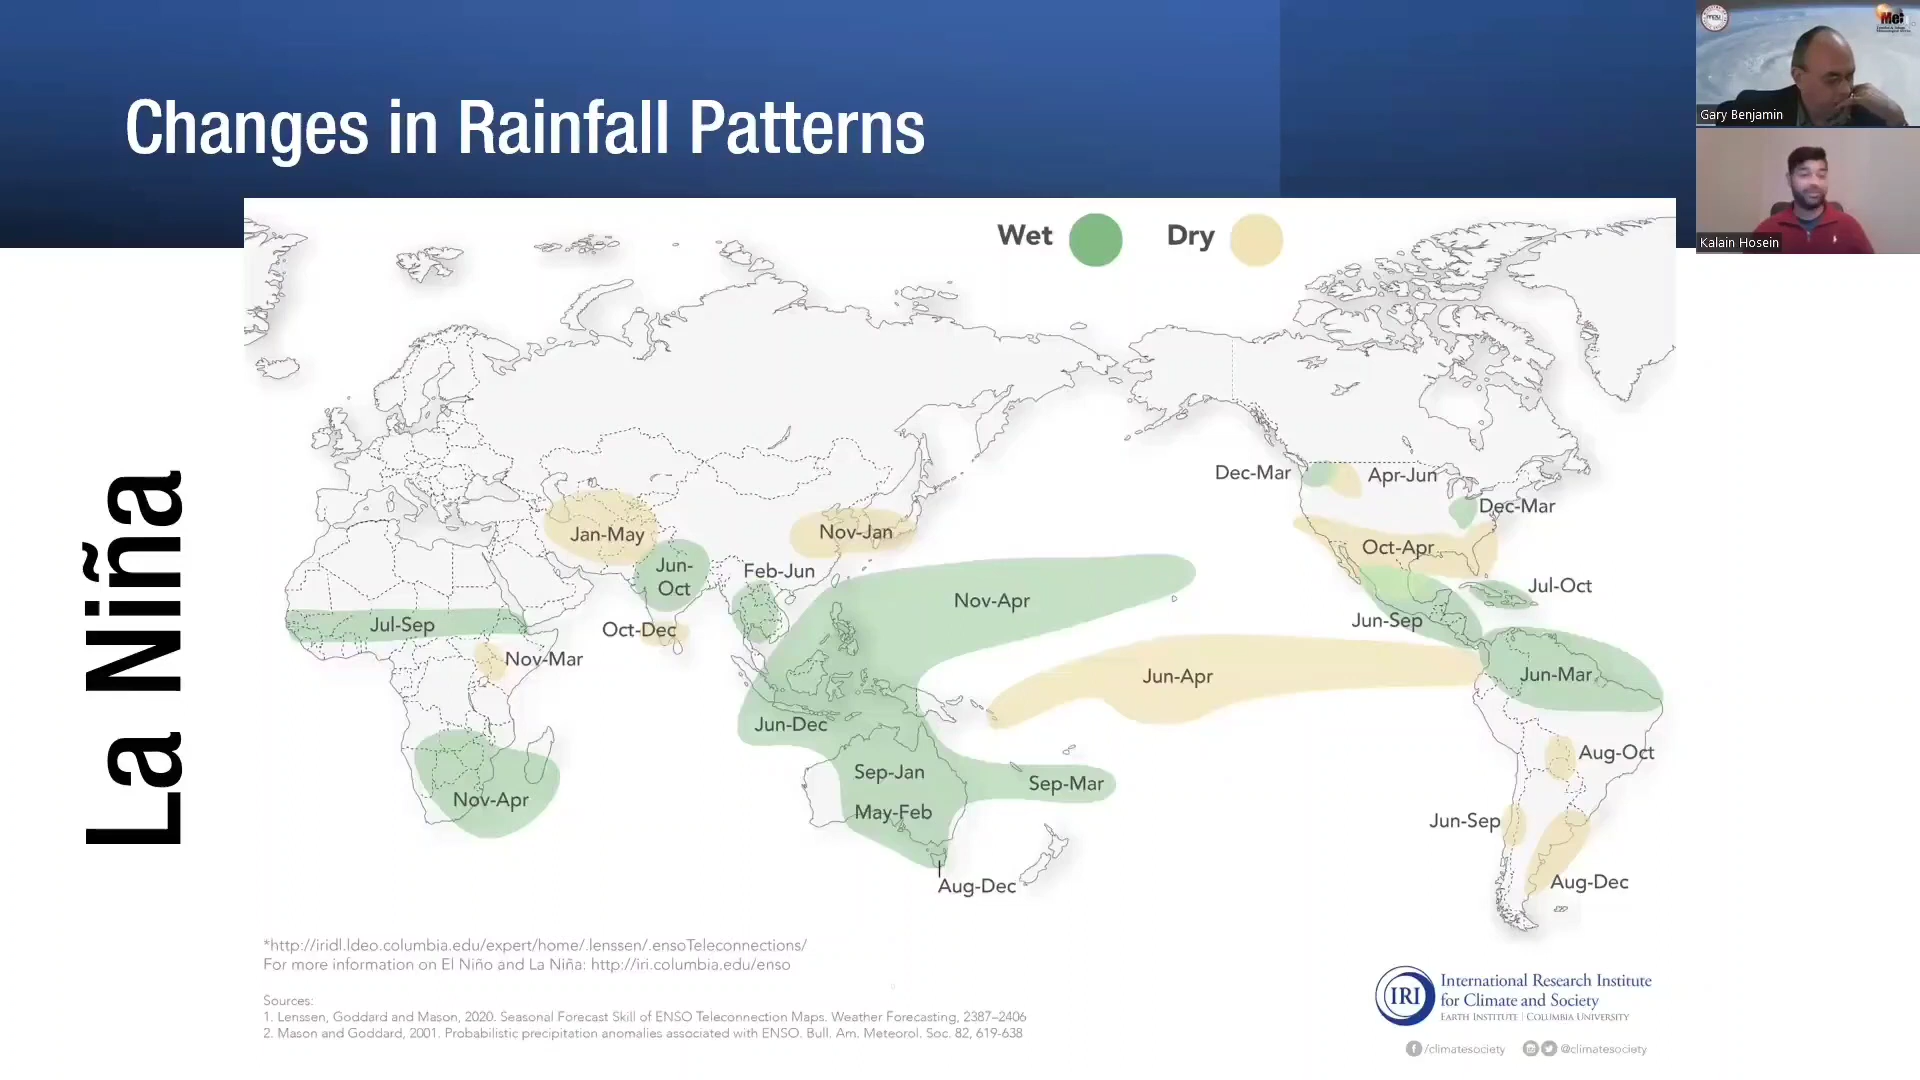 Changes in Rainfall Patterns
Gary Benjamin
Kalain Hosein
La Niña
Wet
Dry
Dec-Mar
Apr-Jun
Dec-Mar
Jan-May
Nov-Jan
Oct-Apr
Jun-
Oct
Feb-Jun
Nov-Apr
Jul-Oct
Jul-Sep
Oct-Dec
Jun-Sep
Nov-Mar
Jun-Apr
Jun-Mar
Jun-Dec
Aug-Oct
Sep-Jan
Sep-Mar
Nov-Apr
May-Feb
Jun-Sep
Aug-Dec
Aug-Dec
*http://iridl.ldeo.columbia.edu/expert/home/.lenssen/.ensoTeleconnections/
For more information on El Niño and La Niña: http://iri.columbia.edu/enso
Sources:
1. Lenssen, Goddard and Mason, 2020. Seasonal Forecast Skill of ENSO Teleconnection Maps. Weather Forecasting, 2387–2406
2. Mason and Goddard, 2001. Probabilistic precipitation anomalies associated with ENSO. Bull. Am. Meteorol. Soc. 82, 619-638
IRI
International Research Institute
for Climate and Society
EARTH INSTITUTE | COLUMBIA UNIVERSITY
/climatesociety
@climatesociety